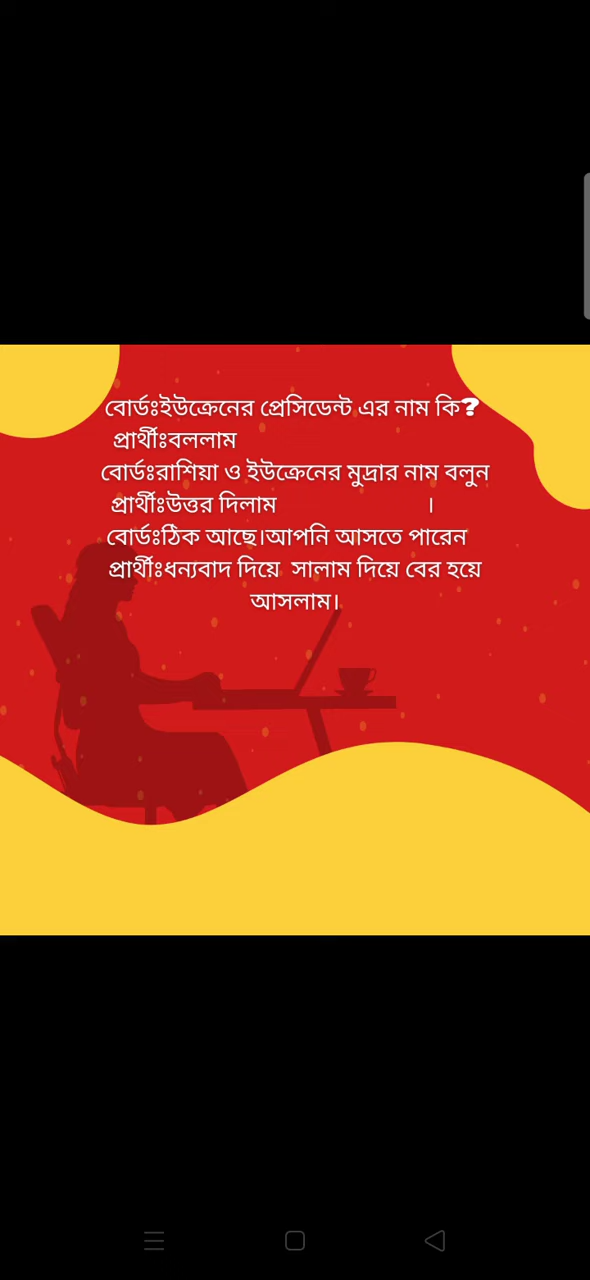 বোর্ডঃইউক্রেনের প্রেসিডেন্ট এর নাম কি?
প্রার্থীঃবললাম
বোর্ডঃরাশিয়া ও ইউক্রেনের মুদ্রার নাম বলুন
প্রার্থীঃউত্তর দিলাম ।
বোর্ডঃঠিক আছে।আপনি আসতে পারেন
প্রার্থীঃধন্যবাদ দিয়ে সালাম দিয়ে বের হয়ে
আসলাম।